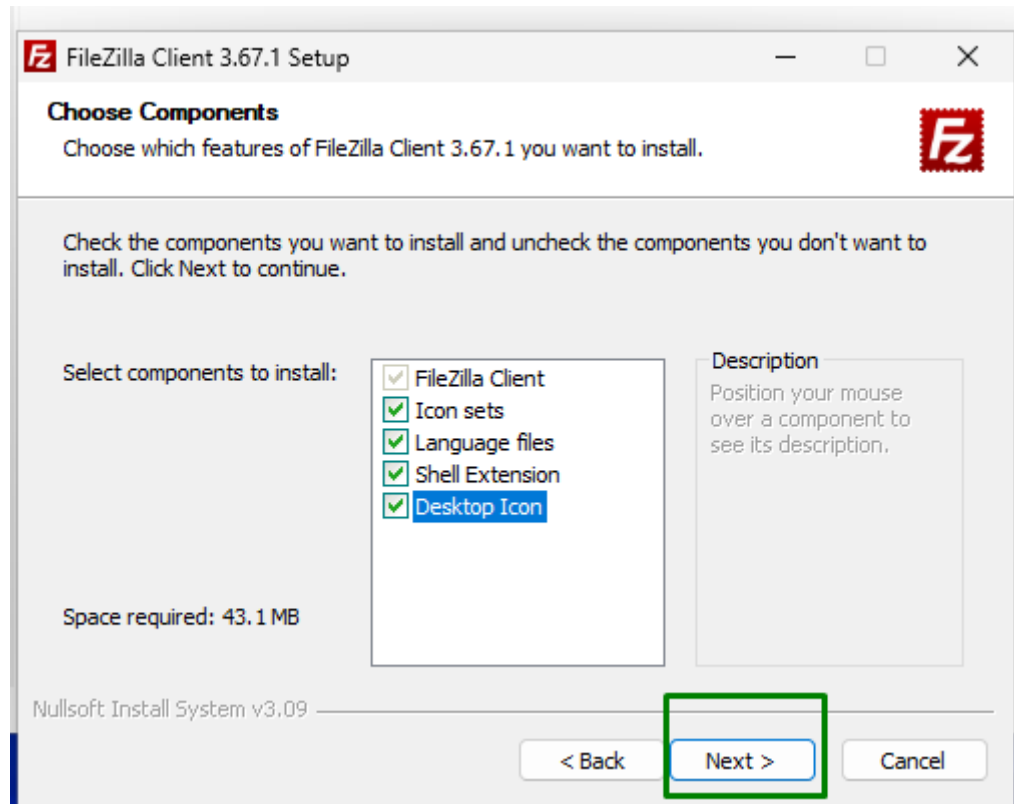 FileZilla Client 3.67.1 Setup
Choose Components
Choose which features of FileZilla Client 3.67.1 you want to install.
Check the components you want to install and uncheck the components you don't want to
install. Click Next to continue.
Select components to install:
FileZilla Client
Icon sets
Language files
Shell Extension
Desktop Icon
Description
Position your mouse
over a component to
see its description.
Space required: 43.1 MB
Nullsoft Install System v3.09
< Back
Next >
Cancel